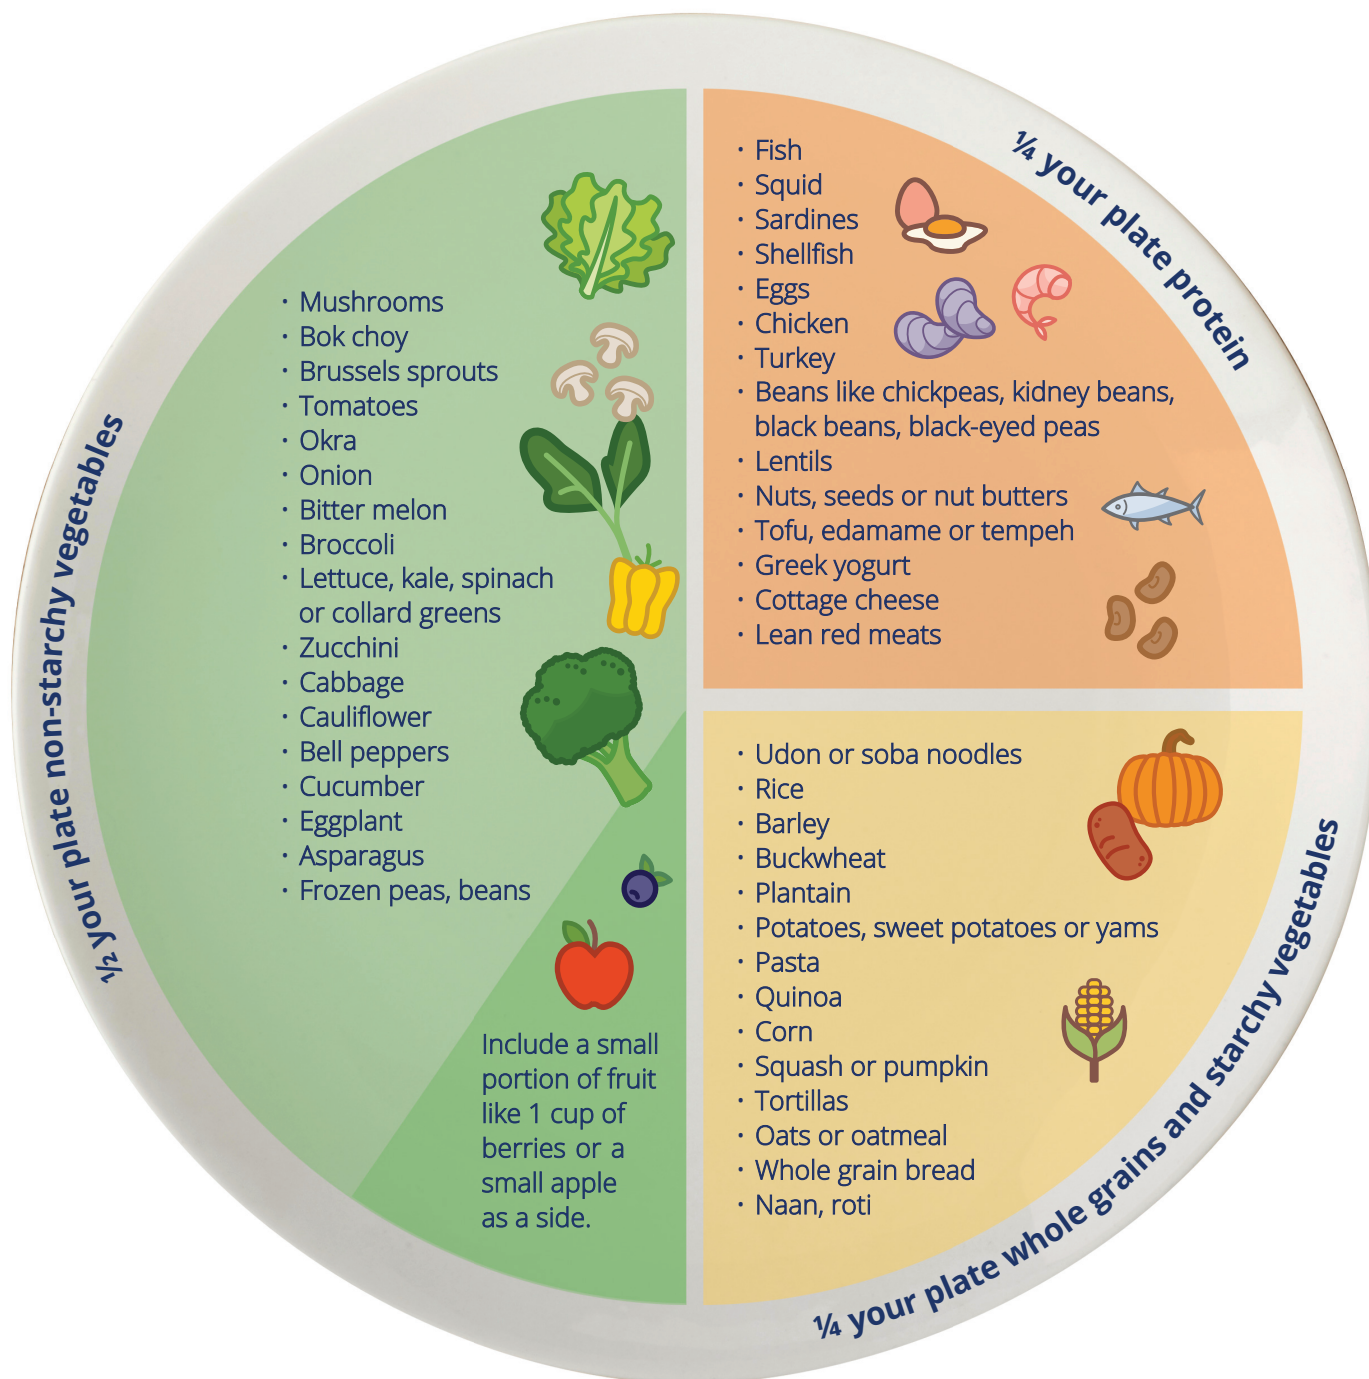 ½ your plate non-starchy vegetables
· Mushrooms
· Bok choy
· Brussels sprouts
· Tomatoes
· Okra
· Onion
· Bitter melon
· Broccoli
· Lettuce, kale, spinach
or collard greens
· Zucchini
· Cabbage
· Cauliflower
· Bell peppers
· Cucumber
· Eggplant
· Asparagus
· Frozen peas, beans
Include a small
portion of fruit
like 1 cup of
berries or a
small apple
as a side.
¼ your plate protein
· Fish
· Squid
· Sardines
· Shellfish
· Eggs
· Chicken
· Turkey
· Beans like chickpeas, kidney beans,
black beans, black-eyed peas
· Lentils
· Nuts, seeds or nut butters
· Tofu, edamame or tempeh
· Greek yogurt
· Cottage cheese
· Lean red meats
¼ your plate whole grains and starchy vegetables
· Udon or soba noodles
· Rice
· Barley
· Buckwheat
· Plantain
· Potatoes, sweet potatoes or yams
· Pasta
· Quinoa
· Corn
· Squash or pumpkin
· Tortillas
· Oats or oatmeal
· Whole grain bread
· Naan, roti